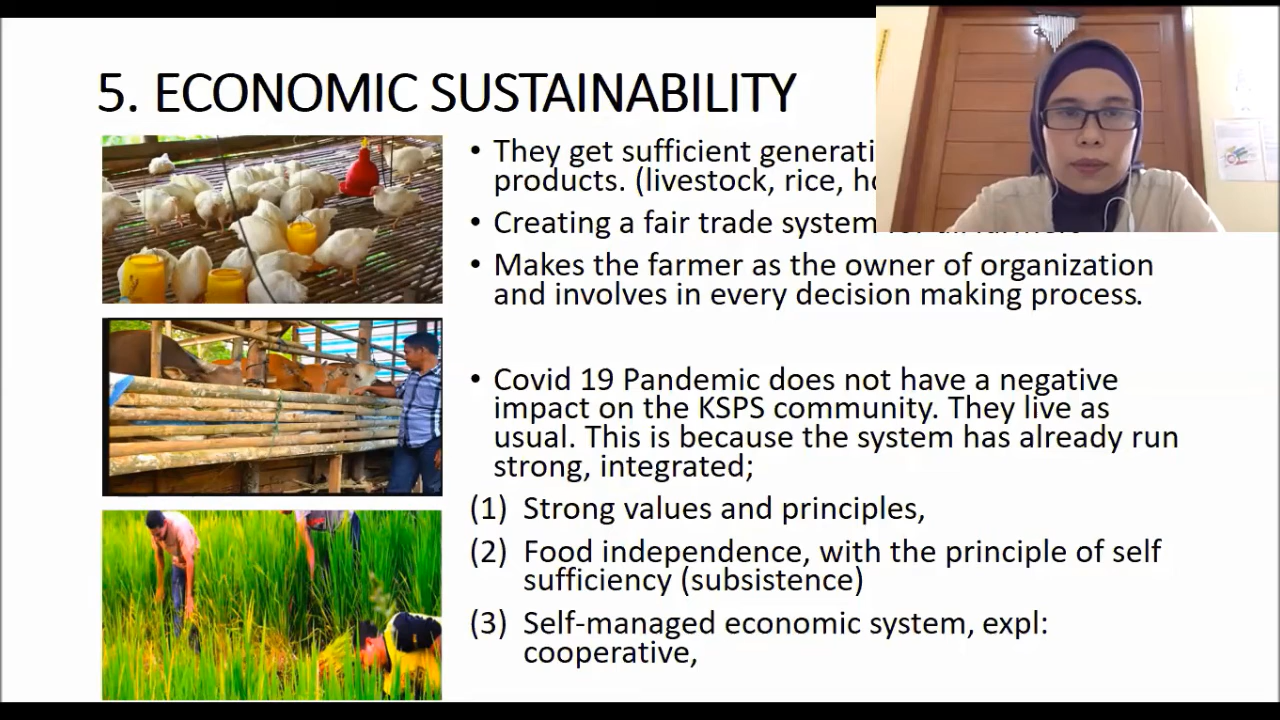 5. ECONOMIC SUSTAINABILITY
• They get sufficient
products. (livestock, rice,
• Creating a fair trade system
• Makes the farmer as the owner of organization
and involves in every decision making process.
• Covid 19 Pandemic does not have a negative
impact on the KSPS community. They live as
usual. This is because the system has already run
strong, integrated;
(1) Strong values and principles,
(2) Food independence, with the principle of self
sufficiency (subsistence)
(3) Self-managed economic system, expl:
cooperative,